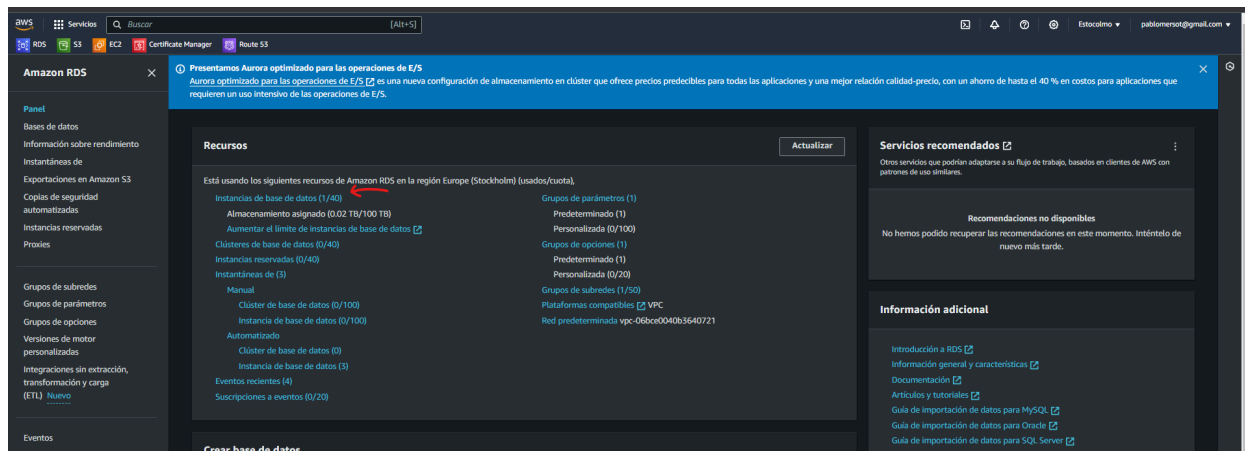 aws
Servicios
Buscar
[Alt+S]
Estocolmo
pablomersot@gmail.com
RDS
S3
EC2
Certificate Manager
Route 53
Amazon RDS
Panel
Bases de datos
Información sobre rendimiento
Instantáneas de
Exportaciones en Amazon S3
Copias de seguridad
automatizadas
Instancias reservadas
Proxies
Grupos de subredes
Grupos de parámetros
Grupos de opciones
Versiones de motor
personalizadas
Integraciones sin extracción,
transformación y carga
(ETL) Nuevo
Eventos
Presentamos Aurora optimizado para las operaciones de E/S
Aurora optimizado para las operaciones de E/S es una nueva configuración de almacenamiento en clúster que ofrece precios predecibles para todas las aplicaciones y una mejor relación calidad-precio, con un ahorro de hasta el 40 % en costos para aplicaciones que
requieren un uso intensivo de las operaciones de E/S.
Recursos
Actualizar
Está usando los siguientes recursos de Amazon RDS en la región Europe (Stockholm) (usados/cuota),
Instancias de base de datos (1/40)
Almacenamiento asignado (0.02 TB/100 TB)
Aumentar el límite de instancias de base de datos
Clústeres de base de datos (0/40)
Instancias reservadas (0/40)
Instantáneas de (3)
Manual
Clúster de base de datos (0/100)
Instancia de base de datos (0/100)
Automatizado
Clúster de base de datos (0)
Instancia de base de datos (3)
Eventos recientes (4)
Suscripciones a eventos (0/20)
Grupos de parámetros (1)
Predeterminado (1)
Personalizada (0/100)
Grupos de opciones (1)
Predeterminado (1)
Personalizada (0/20)
Grupos de subredes (1/50)
Plataformas compatibles VPC
Red predeterminada vpc-06bce0040b3640721
Crear base de datos
Servicios recomendados
Otros servicios que podrían adaptarse a su flujo de trabajo, basados en clientes de AWS con
patrones de uso similares.
Recomendaciones no disponibles
No hemos podido recuperar las recomendaciones en este momento. Inténtelo de
nuevo más tarde.
Información adicional
Introducción a RDS
Información general y características
Documentación
Artículos y tutoriales
Guía de importación de datos para MySQL
Guía de importación de datos para Oracle
Guía de importación de datos para SQL Server